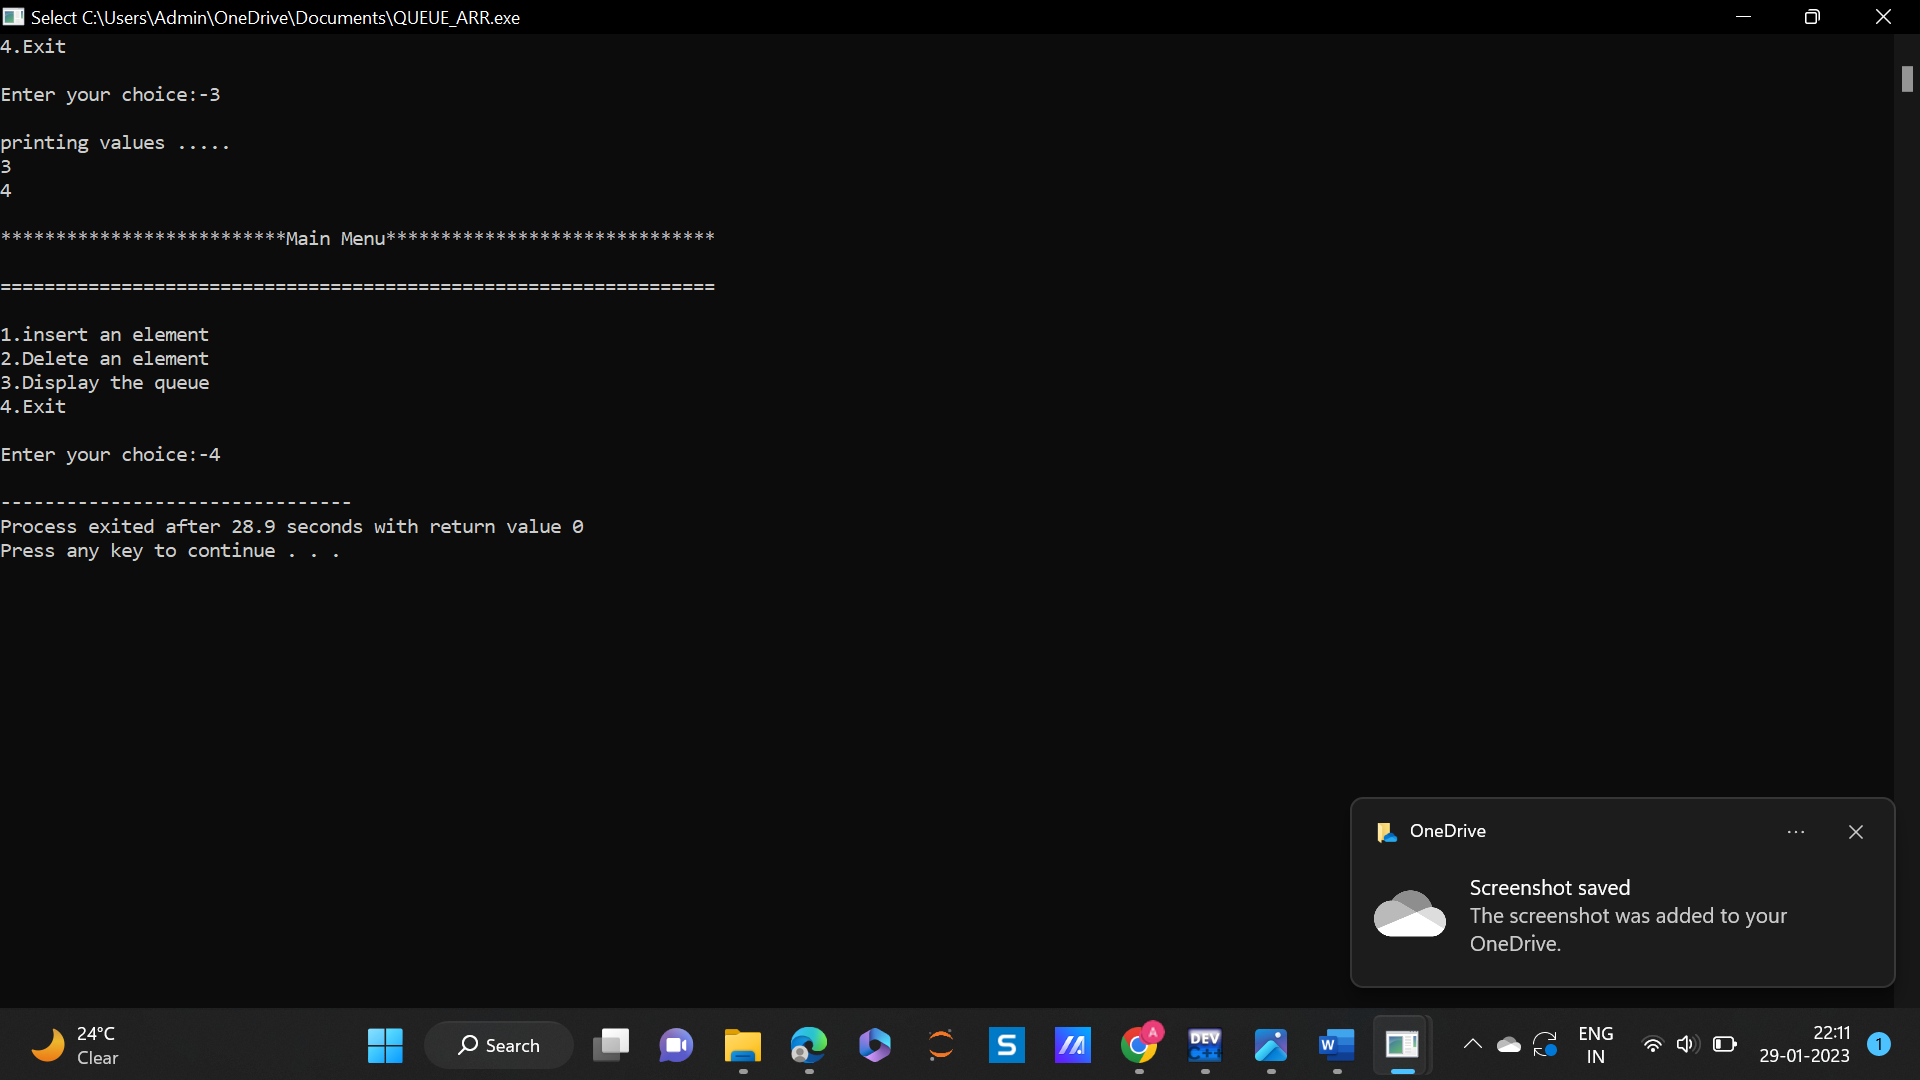 Select C:\Users\Admin\OneDrive\Documents\QUEUE_ARR.exe
4.Exit
Enter your choice:-3
printing values .....
3
4
**************************Main Menu******************************
=================================================================
1.insert an element
2.Delete an element
3.Display the queue
4.Exit
Enter your choice:-4
--------------------------------
Process exited after 28.9 seconds with return value 0
Press any key to continue . . .
OneDrive
Screenshot saved
The screenshot was added to your
OneDrive.
24°C
Clear
Search
S
A
DEV
C++
W
ENG
IN
22:11
29-01-2023
1